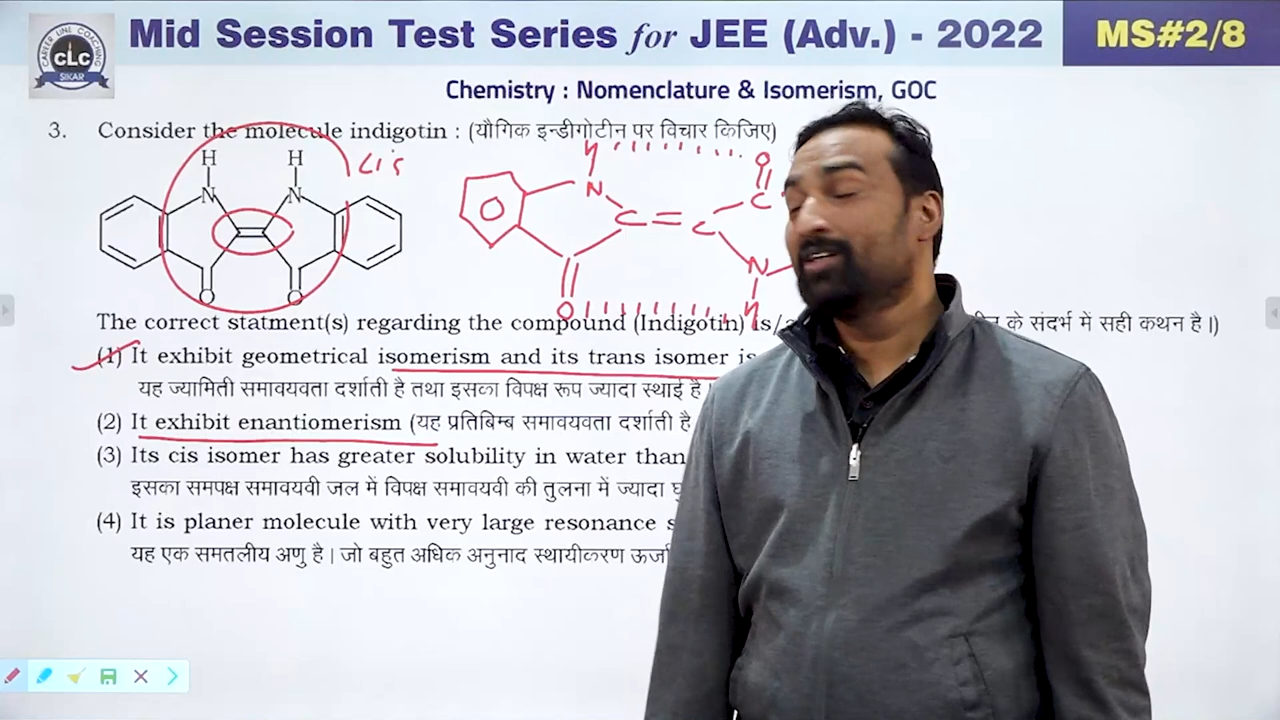 CAREER LINE COACHING
CLC
SIKAR
Mid Session Test Series for JEE (Adv.) - 2022
MS#2/8
Chemistry : Nomenclature & Isomerism, GOC
3. Consider the molecule indigotin : (यौगिक इन्डीगोटीन पर विचार किजिए)
H H
N N
O O
cis
H O
N C
C = C
N
O H
The correct statment(s) regarding the compound (Indigotin) is/a
के संदर्भ में सही कथन है।)
(1) It exhibit geometrical isomerism and its trans isomer is
यह ज्यामिती समावयवता दर्शाती है तथा इसका विपक्ष रूप ज्यादा स्थाई है।
(2) It exhibit enantiomerism (यह प्रतिबिम्ब समावयवता दर्शाती है
(3) Its cis isomer has greater solubility in water than
इसका समपक्ष समावयवी जल में विपक्ष समावयवी की तुलना में ज्यादा
(4) It is planer molecule with very large resonance
यह एक समतलीय अणु है। जो बहुत अधिक अनुनाद स्थायीकरण